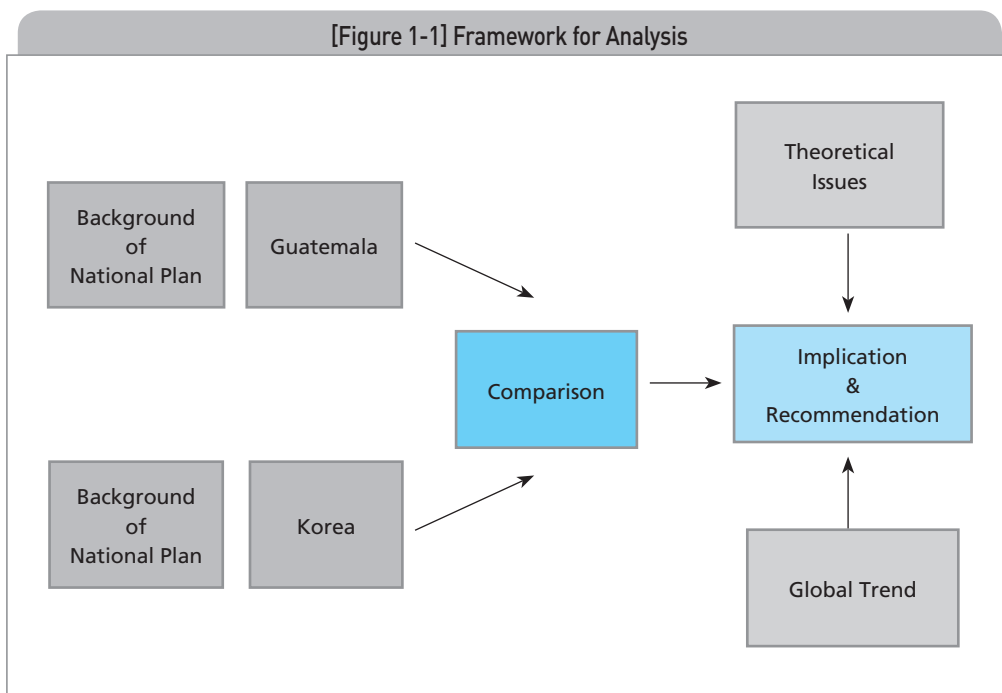 [Figure 1-1] Framework for Analysis
Background
of
National Plan
Guatemala
Background
of
National Plan
Korea
Comparison
Theoretical
Issues
Implication
&
Recommendation
Global Trend